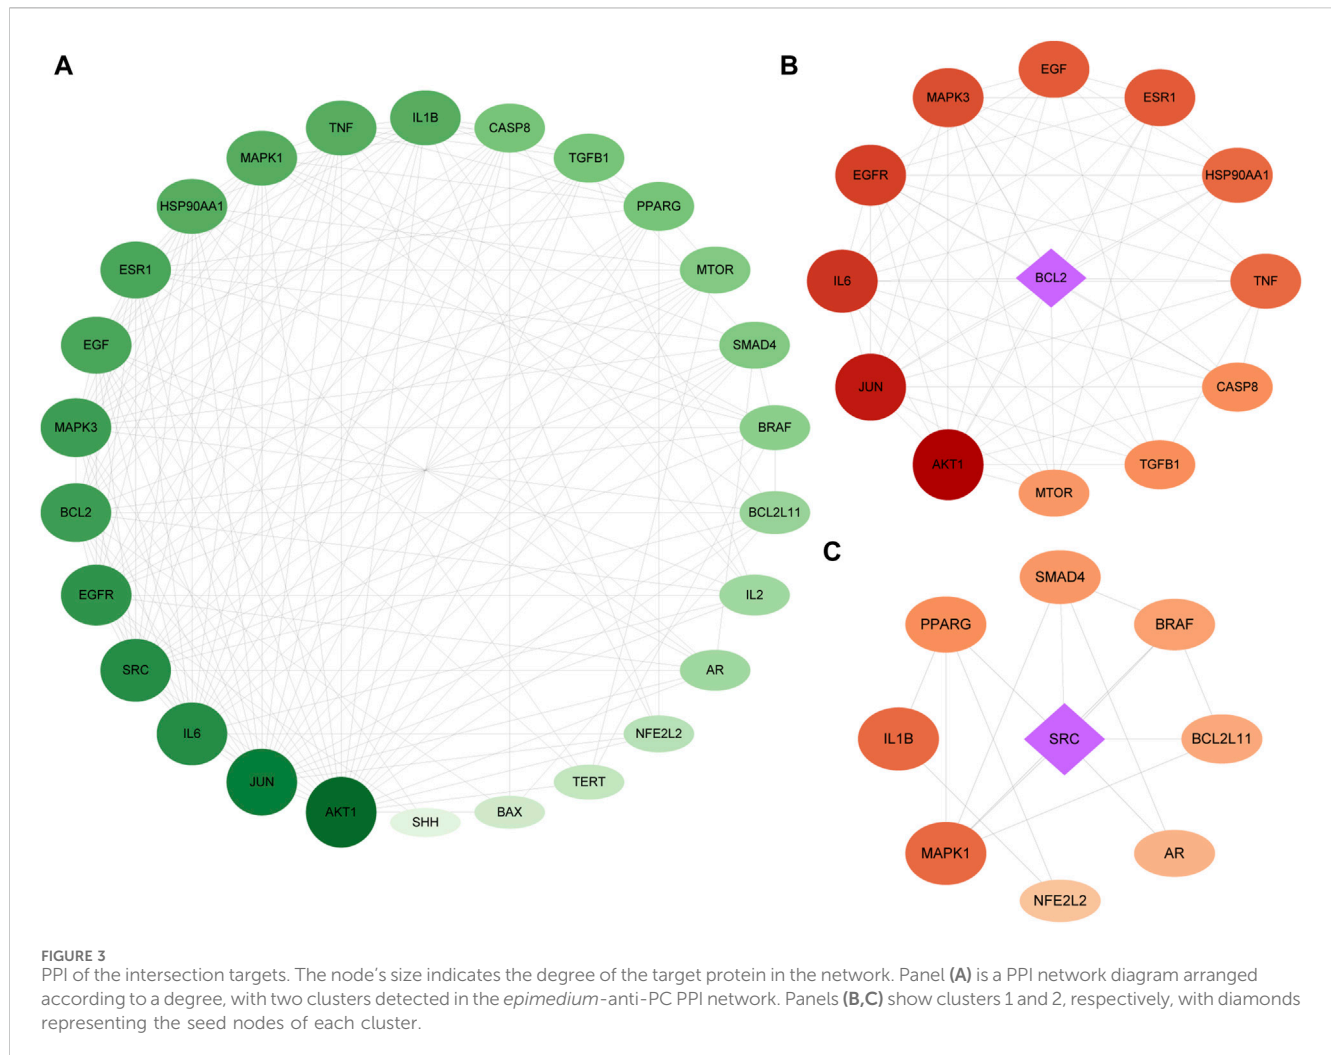 A
IL1B
TNF
CASP8
MAPK1
TGFB1
HSP90AA1
PPARG
ESR1
MTOR
EGF
SMAD4
MAPK3
BRAF
BCL2
BCL2L11
EGFR
IL2
SRC
AR
IL6
NFE2L2
JUN
TERT
AKT1
SHH
BAX
B
EGF
MAPK3
ESR1
EGFR
HSP90AA1
IL6
BCL2
TNF
JUN
CASP8
AKT1
TGFB1
MTOR
C
SMAD4
PPARG
BRAF
IL1B
SRC
BCL2L11
MAPK1
AR
NFE2L2
FIGURE 3
PPI of the intersection targets. The node's size indicates the degree of the target protein in the network. Panel (A) is a PPI network diagram arranged
according to a degree, with two clusters detected in the epimedium-anti-PC PPI network. Panels (B,C) show clusters 1 and 2, respectively, with diamonds
representing the seed nodes of each cluster.